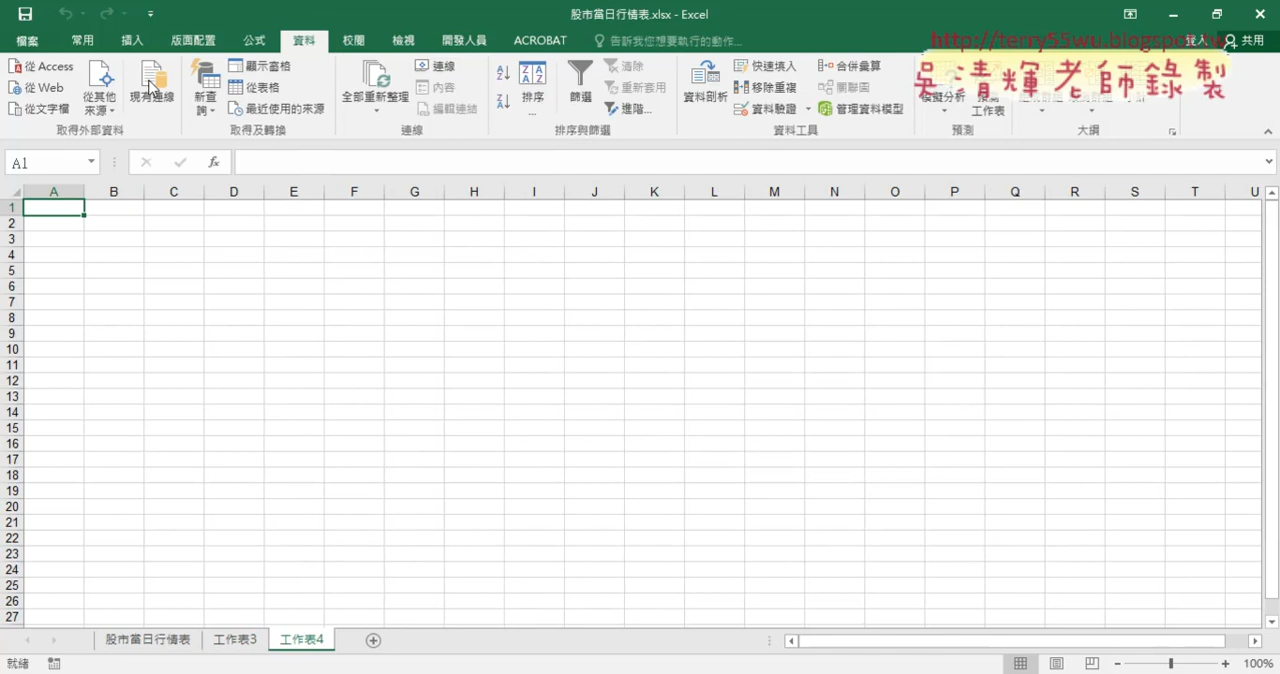 股市當日行情表.xlsx - Excel
檔案 常用 插入 版面配置 公式 資料 校閱 檢視 開發人員 ACROBAT 告訴我您想要執行的動作... 登入 共用
http://terry55wu.blogspot.tw
吳清輝老師錄製
從 Access
從 Web
從文字檔
從其他來源
現有連線
取得外部資料
新查詢
顯示窗格
從表格
最近使用的來源
取得及轉換
全部重新整理
連線
內容
編輯連結
連線
排序...
篩選
清除
重新套用
進階...
排序與篩選
資料剖析
快速填入
移除重複
資料驗證
合併彙算
關聯圖
管理資料模型
資料工具
模擬分析
預測工作表
預測
大綱
A1
fx
A B C D E F G H I J K L M N O P Q R S T U
1
2
3
4
5
6
7
8
9
10
11
12
13
14
15
16
17
18
19
20
21
22
23
24
25
26
27
股市當日行情表 工作表3 工作表4
就緒
100%